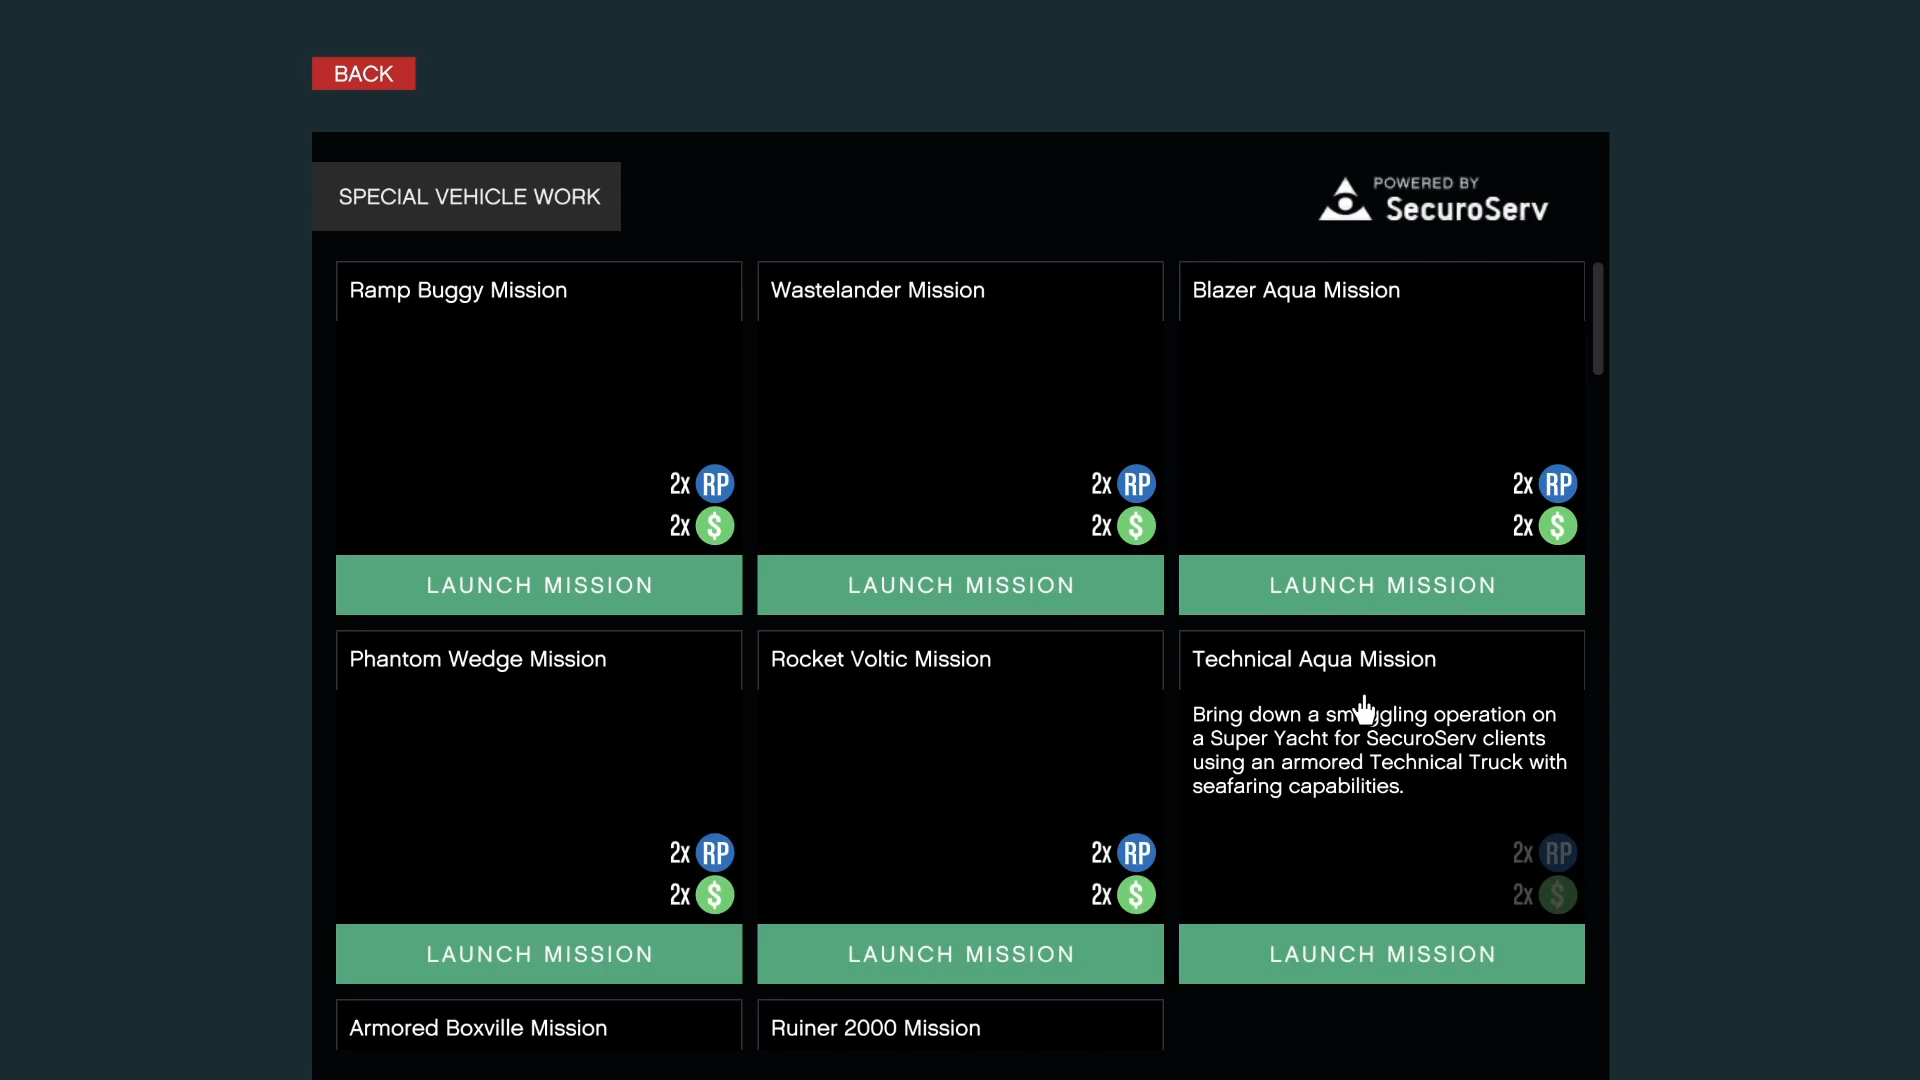 BACK
SPECIAL VEHICLE WORK
POWERED BY
SecuroServ
Ramp Buggy Mission
Wastelander Mission
Blazer Aqua Mission
2x RP
2x $
2x RP
2x $
2x RP
2x $
LAUNCH MISSION
LAUNCH MISSION
LAUNCH MISSION
Phantom Wedge Mission
Rocket Voltic Mission
Technical Aqua Mission
Bring down a smuggling operation on
a Super Yacht for SecuroServ clients
using an armored Technical Truck with
seafaring capabilities.
2x RP
2x $
2x RP
2x $
2x RP
2x $
LAUNCH MISSION
LAUNCH MISSION
LAUNCH MISSION
Armored Boxville Mission
Ruiner 2000 Mission